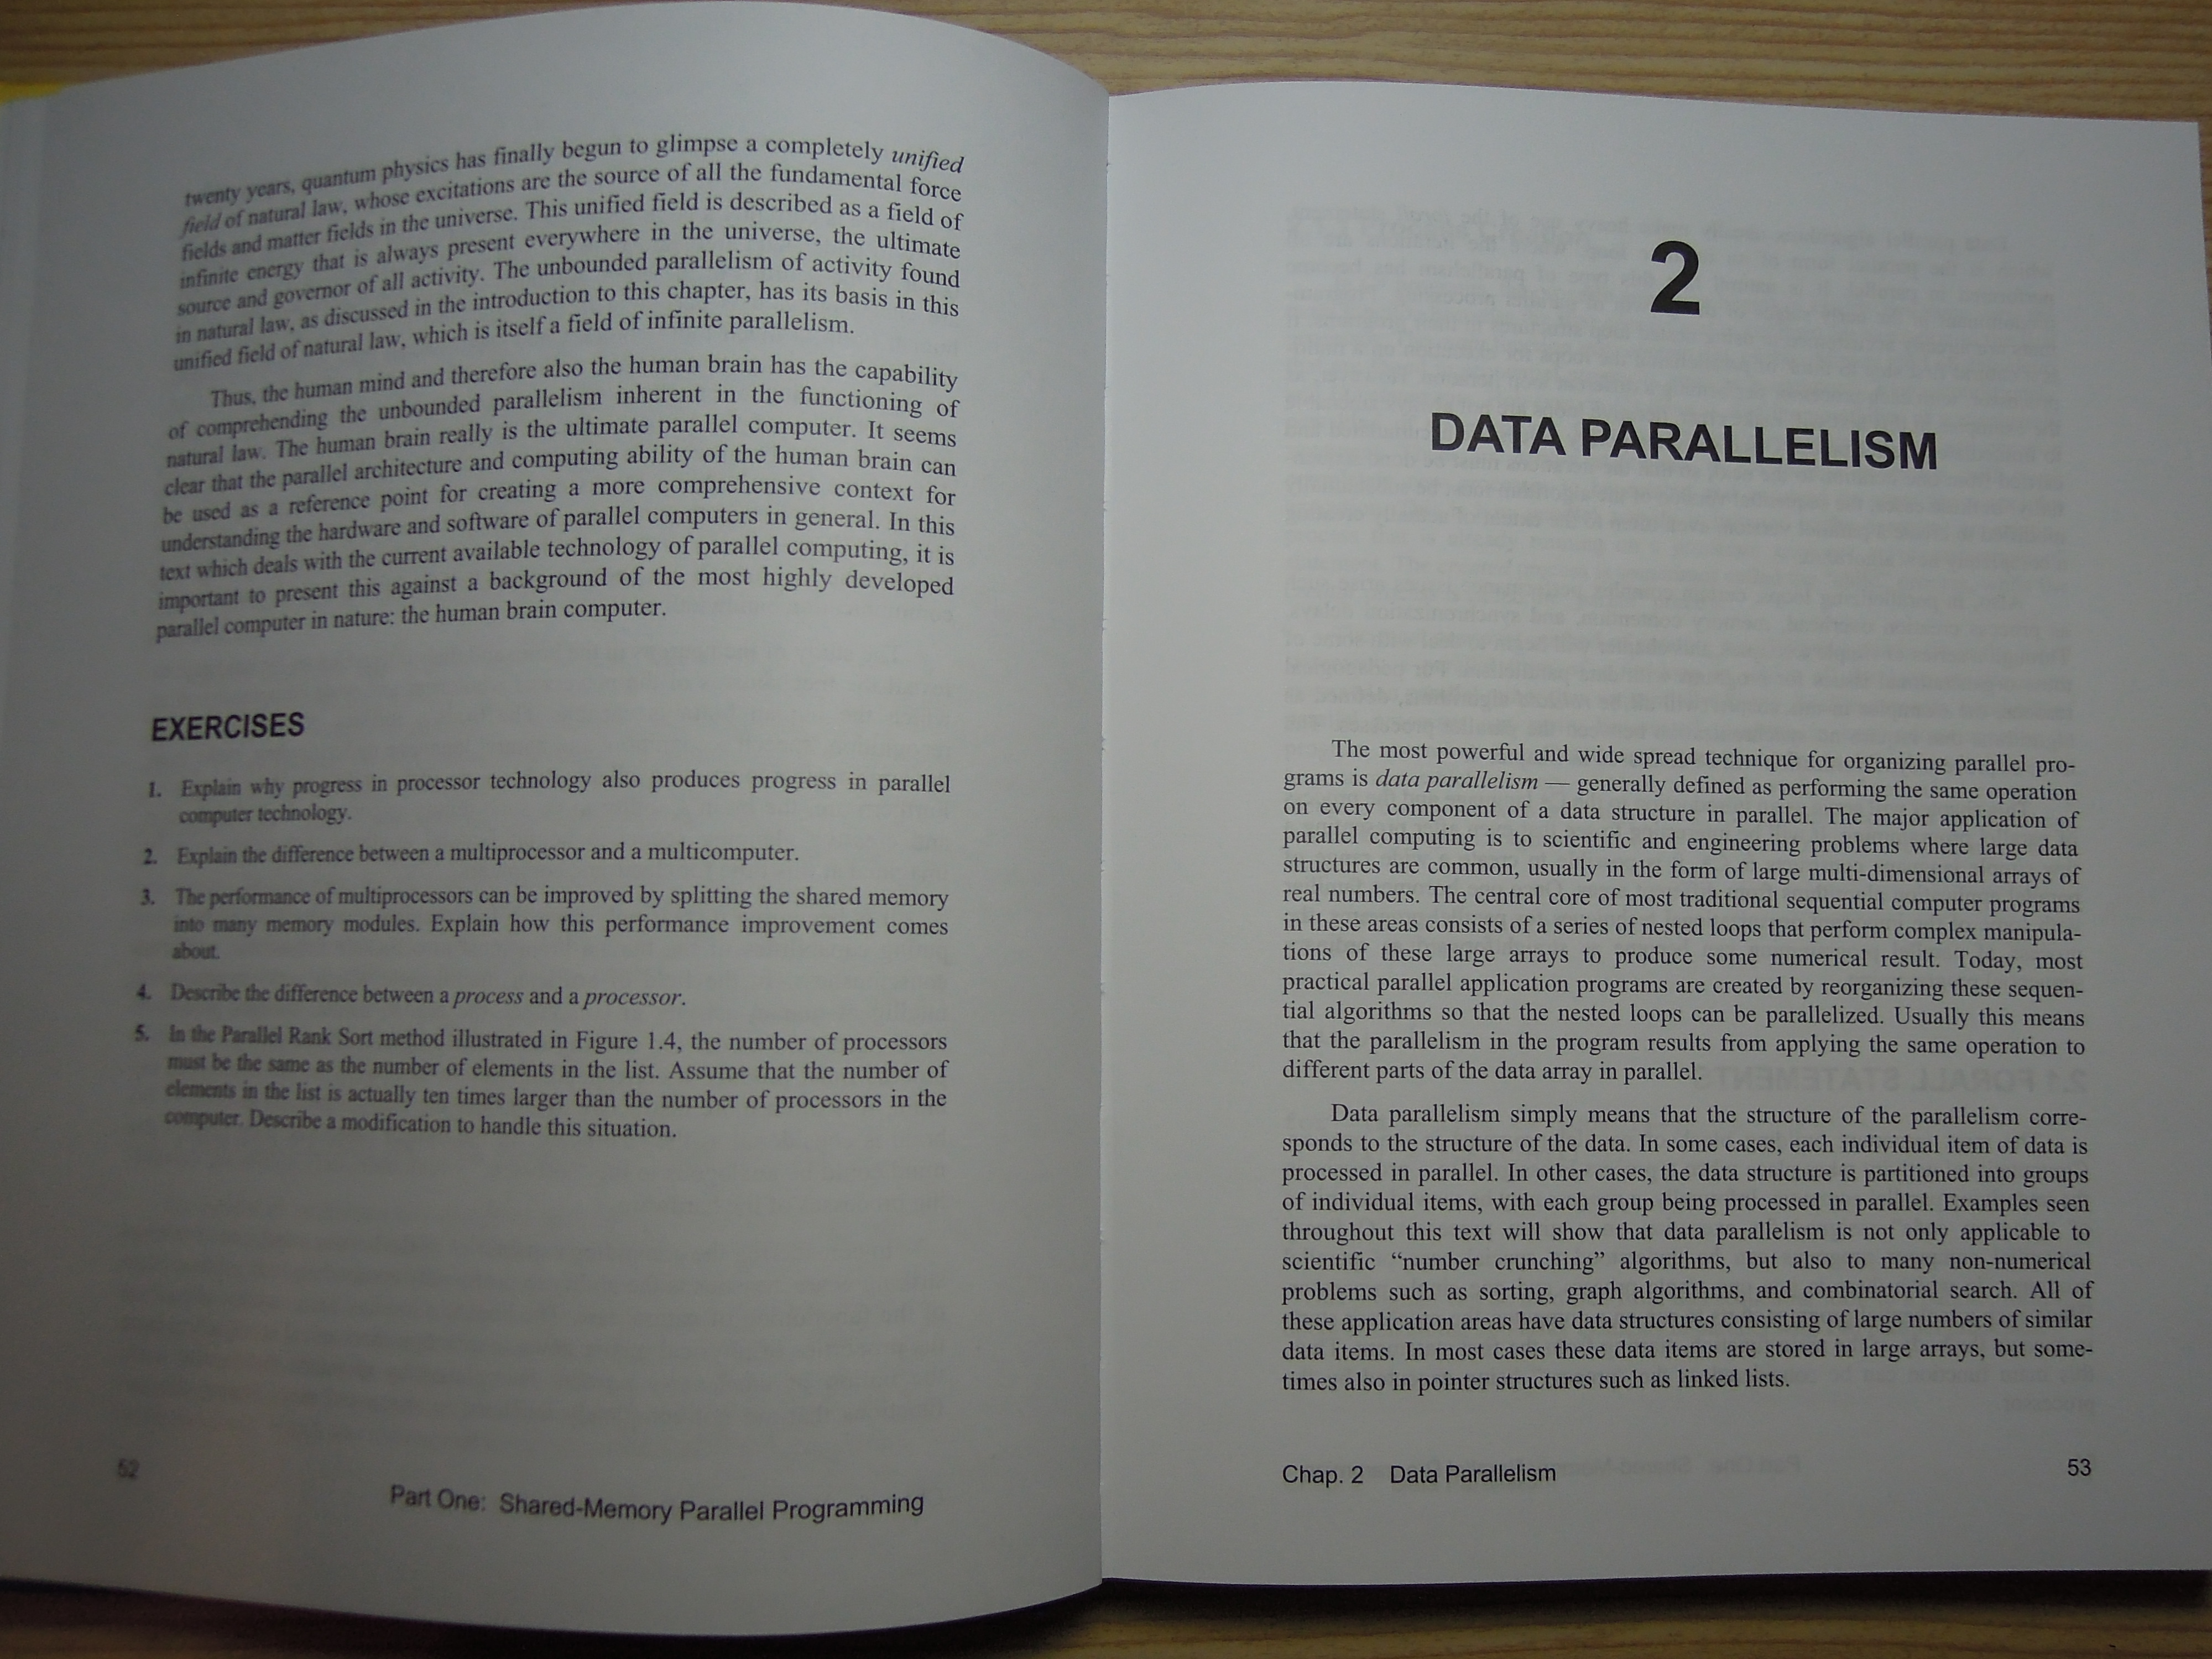 twenty years, quantum physics has finally begun to glimpse a completely unified
field of natural law, whose excitations are the source of all the fundamental force
fields and matter fields in the universe. This unified field is described as a field of
infinite energy that is always present everywhere in the universe, the ultimate
source and governor of all activity. The unbounded parallelism of activity found
in natural law, as discussed in the introduction to this chapter, has its basis in this
unified field of natural law, which is itself a field of infinite parallelism.
Thus, the human mind and therefore also the human brain has the capability
of comprehending the unbounded parallelism inherent in the functioning of
natural law. The human brain really is the ultimate parallel computer. It seems
clear that the parallel architecture and computing ability of the human brain can
be used as a reference point for creating a more comprehensive context for
understanding the hardware and software of parallel computers in general. In this
text which deals with the current available technology of parallel computing, it is
important to present this against a background of the most highly developed
parallel computer in nature: the human brain computer.
EXERCISES
1. Explain why progress in processor technology also produces progress in parallel
computer technology.
2. Explain the difference between a multiprocessor and a multicomputer.
3. The performance of multiprocessors can be improved by splitting the shared memory
into many memory modules. Explain how this performance improvement comes
about.
4. Describe the difference between a process and a processor.
5. In the Parallel Rank Sort method illustrated in Figure 1.4, the number of processors
must be the same as the number of elements in the list. Assume that the number of
elements in the list is actually ten times larger than the number of processors in the
computer. Describe a modification to handle this situation.
52
Part One: Shared-Memory Parallel Programming
2
DATA PARALLELISM
The most powerful and wide spread technique for organizing parallel pro-
grams is data parallelism — generally defined as performing the same operation
on every component of a data structure in parallel. The major application of
parallel computing is to scientific and engineering problems where large data
structures are common, usually in the form of large multi-dimensional arrays of
real numbers. The central core of most traditional sequential computer programs
in these areas consists of a series of nested loops that perform complex manipula-
tions of these large arrays to produce some numerical result. Today, most
practical parallel application programs are created by reorganizing these sequen-
tial algorithms so that the nested loops can be parallelized. Usually this means
that the parallelism in the program results from applying the same operation to
different parts of the data array in parallel.
Data parallelism simply means that the structure of the parallelism corre-
sponds to the structure of the data. In some cases, each individual item of data is
processed in parallel. In other cases, the data structure is partitioned into groups
of individual items, with each group being processed in parallel. Examples seen
throughout this text will show that data parallelism is not only applicable to
scientific “number crunching” algorithms, but also to many non-numerical
problems such as sorting, graph algorithms, and combinatorial search. All of
these application areas have data structures consisting of large numbers of similar
data items. In most cases these data items are stored in large arrays, but some-
times also in pointer structures such as linked lists.
Chap. 2 Data Parallelism
53